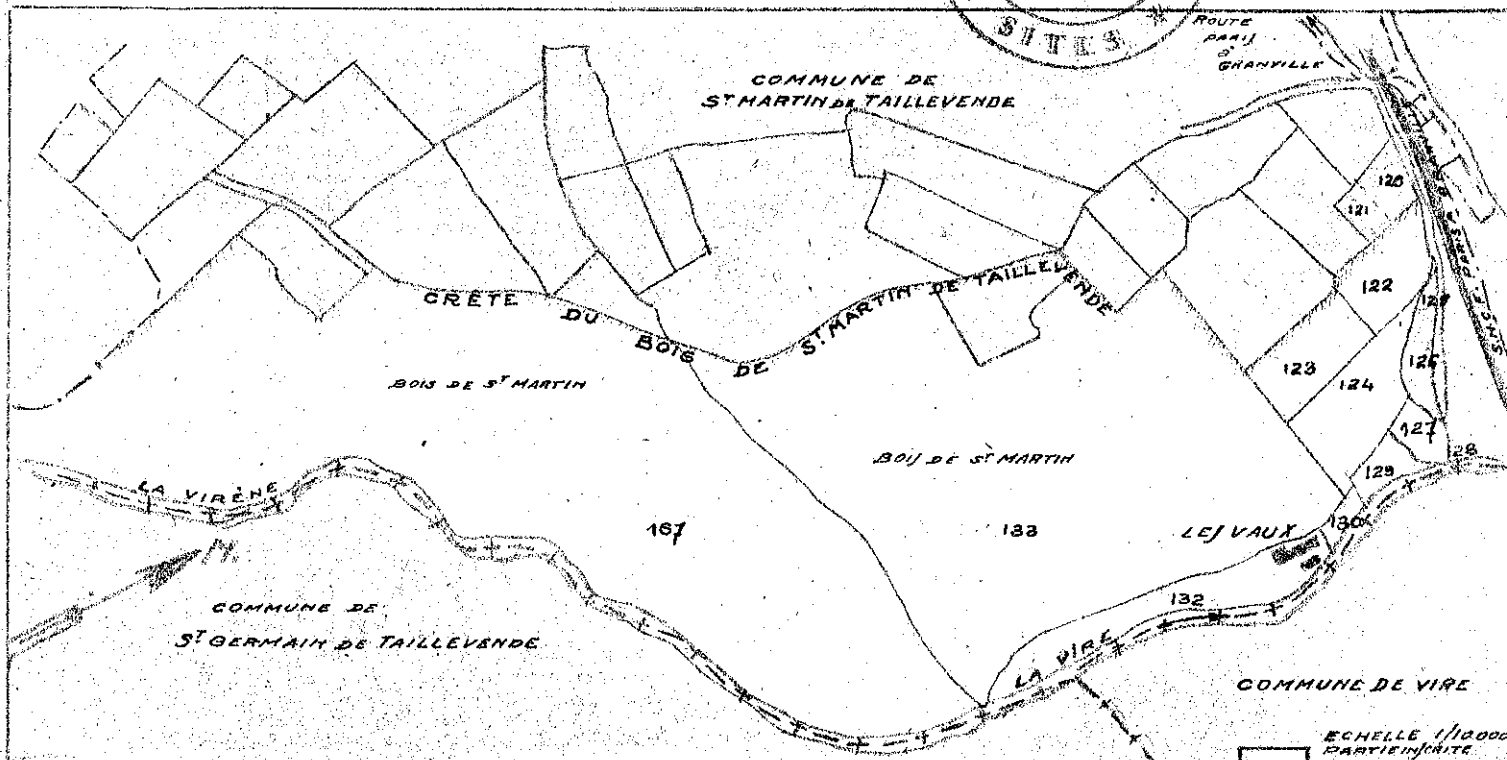 SITES
ROUTE
PARIS
à
GRANVILLE
COMMUNE DE
ST MARTIN DE TAILLEVENDE
120
121
122
123
124
126
127
128
129
130
CRÊTE DU BOIS DE ST MARTIN DE TAILLEVENDE
BOIS DE ST MARTIN
BOIS DE ST MARTIN
LA VIRÈNE
167
133
LES VAUX
132
LA VIRE
COMMUNE DE
ST GERMAIN DE TAILLEVENDE
COMMUNE DE VIRE
ECHELLE 1/10000
PARTIE INSCRITE